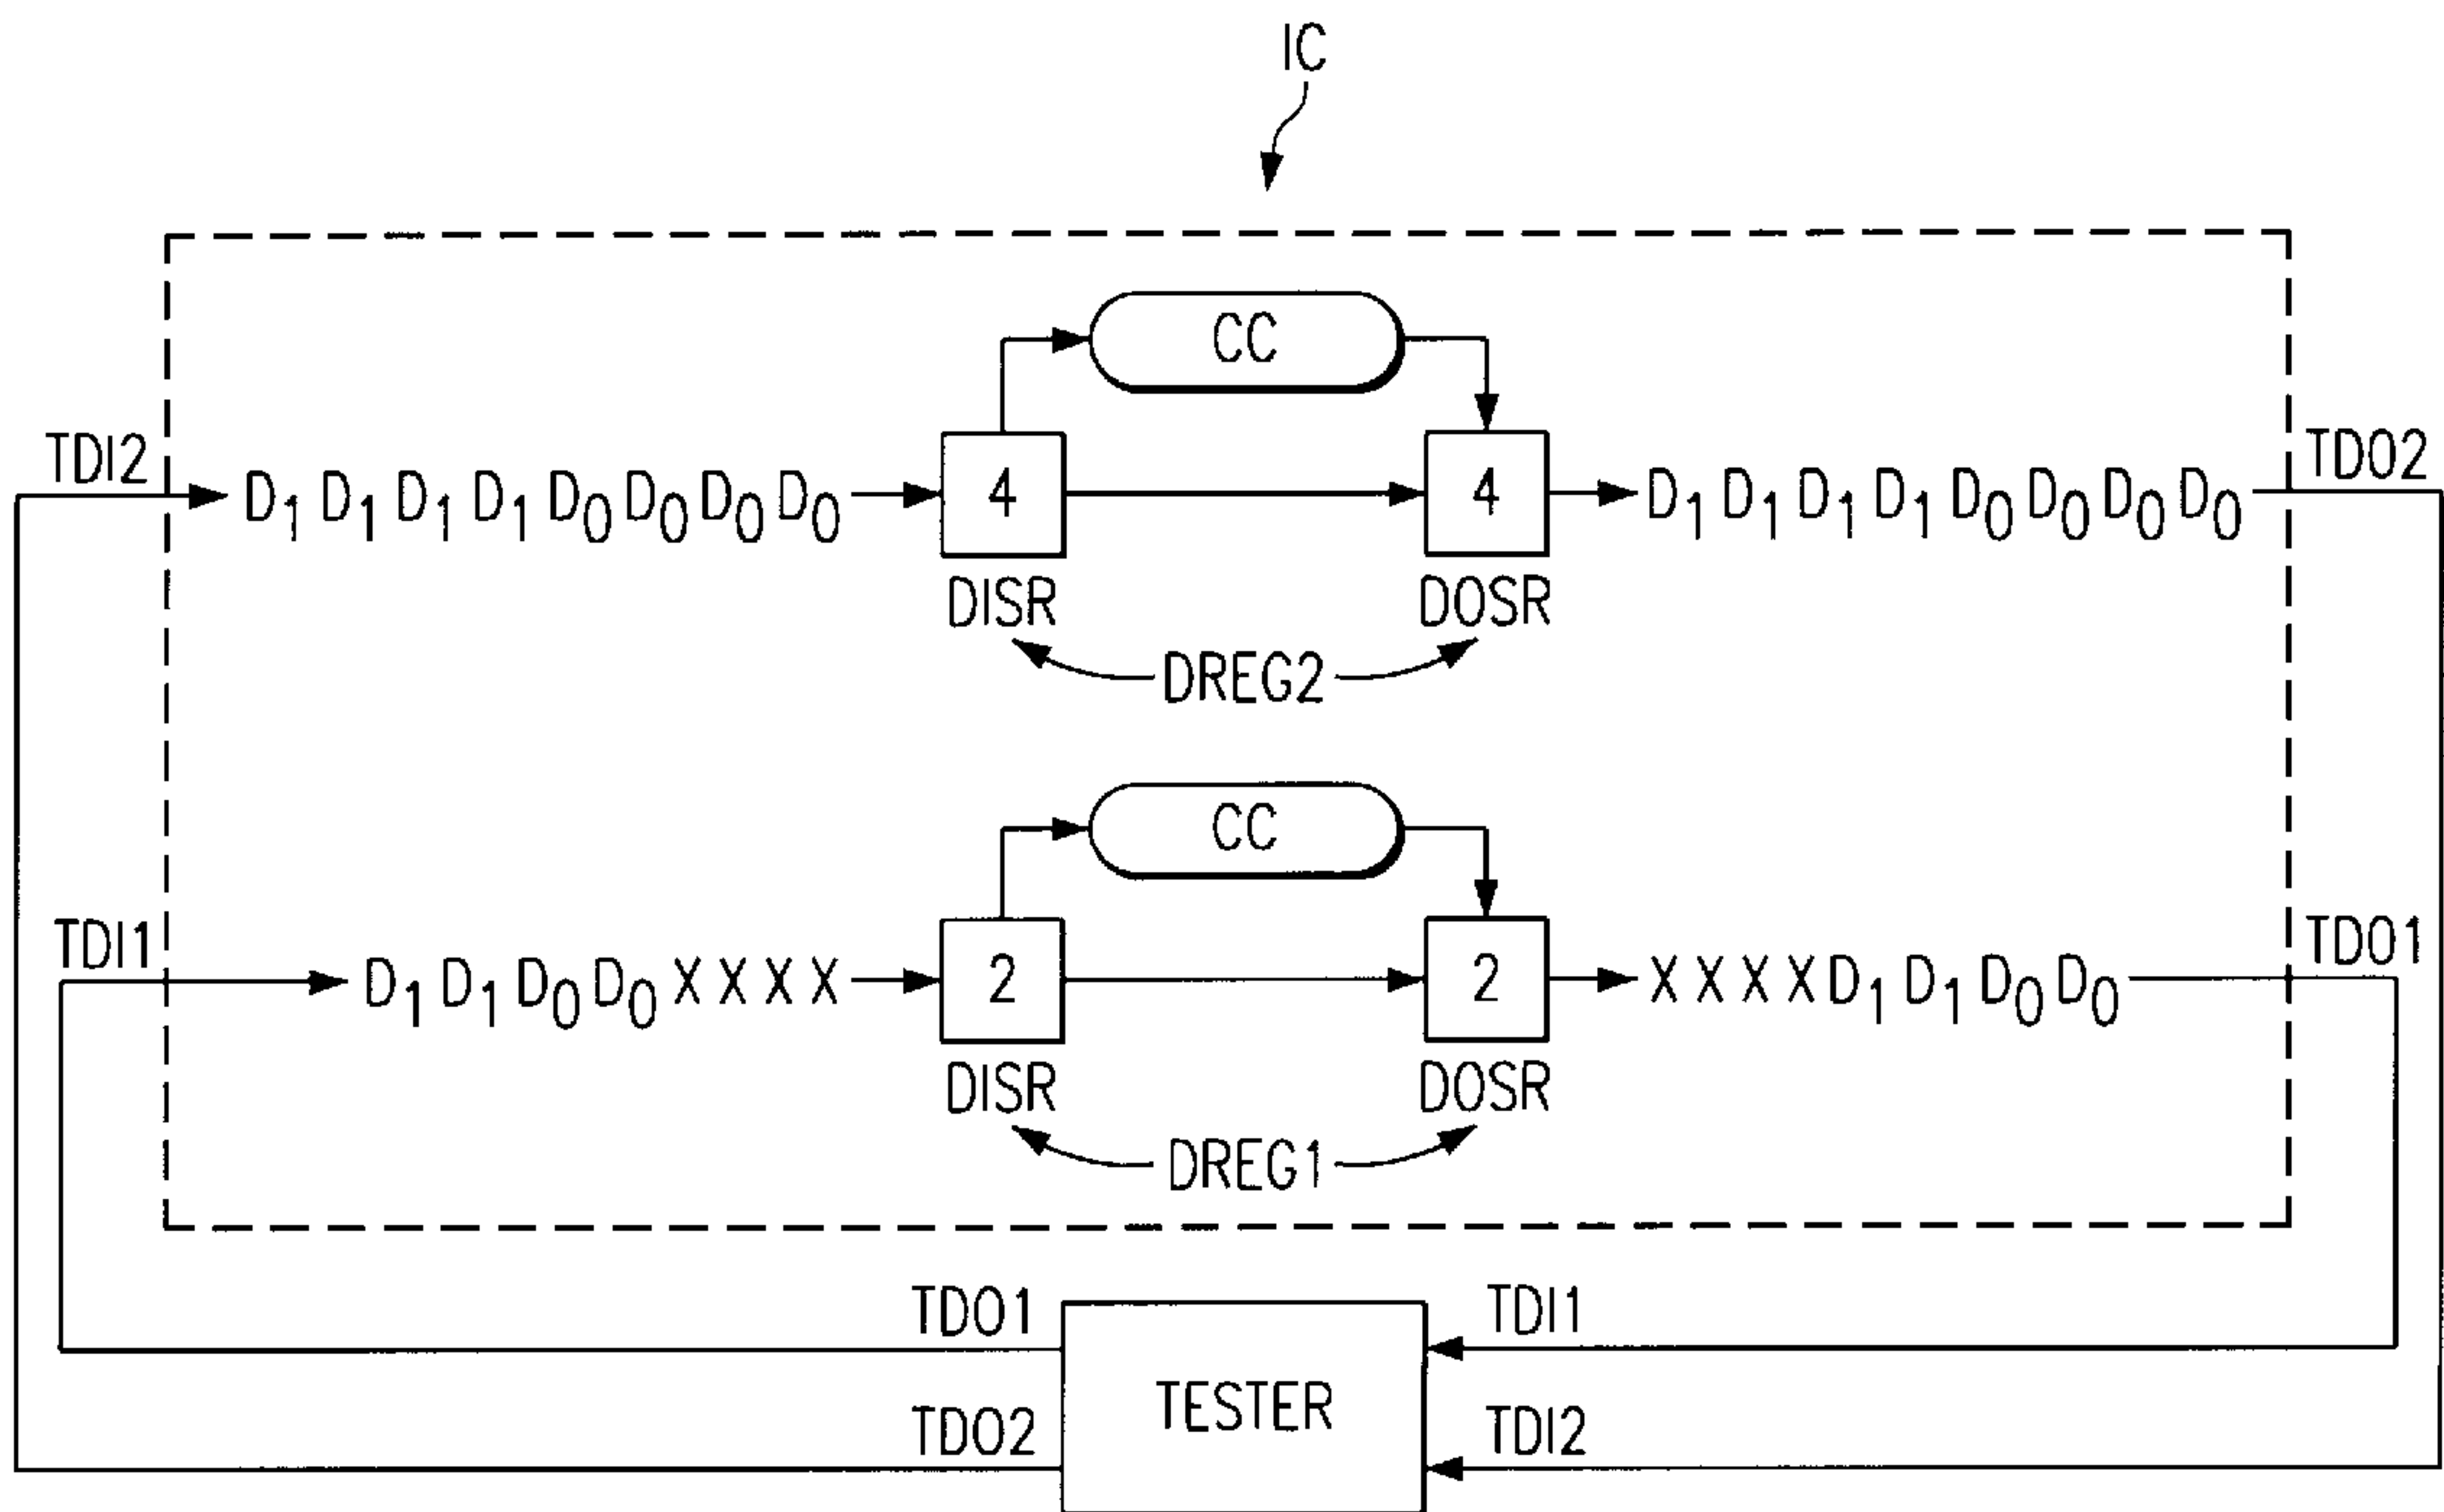 IC
CC
TDI2
D₁ D₁ D₁ D₁ D₀ D₀ D₀ D₀
4
4
D₁ D₁ D₁ D₁ D₀ D₀ D₀ D₀
TDO2
DISR
DOSR
DREG2
CC
TDI1
D₁ D₁ D₀ D₀ X X X X
2
2
X X X X D₁ D₁ D₀ D₀
TDO1
DISR
DOSR
DREG1
TDO1
TDI1
TESTER
TDO2
TDI2